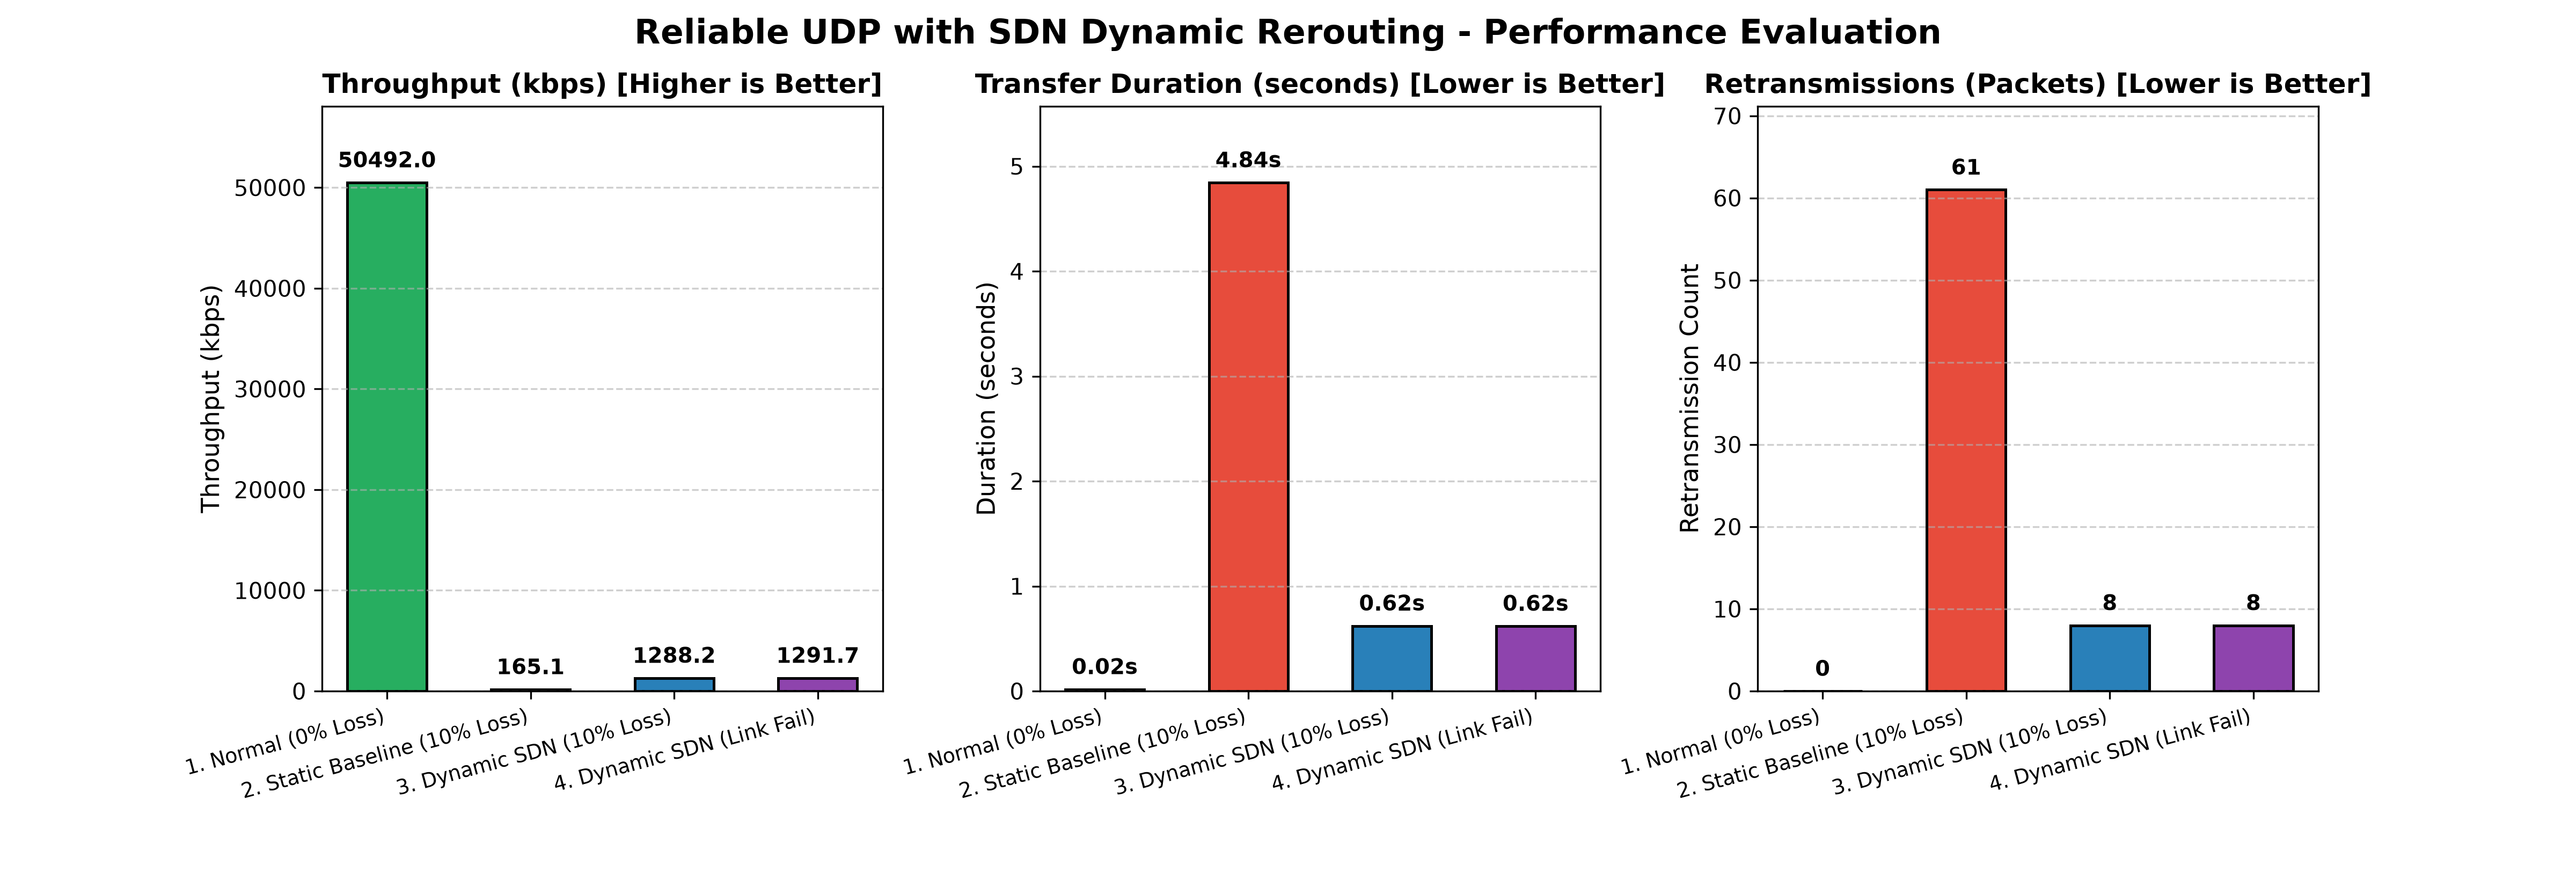 Reliable UDP with SDN Dynamic Rerouting - Performance Evaluation
Throughput (kbps) [Higher is Better]
Throughput (kbps)
50000
40000
30000
20000
10000
0
50492.0
165.1
1288.2
1291.7
1. Normal (0% Loss)
2. Static Baseline (10% Loss)
3. Dynamic SDN (10% Loss)
4. Dynamic SDN (Link Fail)
Transfer Duration (seconds) [Lower is Better]
Duration (seconds)
5
4
3
2
1
0
0.02s
4.84s
0.62s
0.62s
1. Normal (0% Loss)
2. Static Baseline (10% Loss)
3. Dynamic SDN (10% Loss)
4. Dynamic SDN (Link Fail)
Retransmissions (Packets) [Lower is Better]
Retransmission Count
70
60
50
40
30
20
10
0
0
61
8
8
1. Normal (0% Loss)
2. Static Baseline (10% Loss)
3. Dynamic SDN (10% Loss)
4. Dynamic SDN (Link Fail)